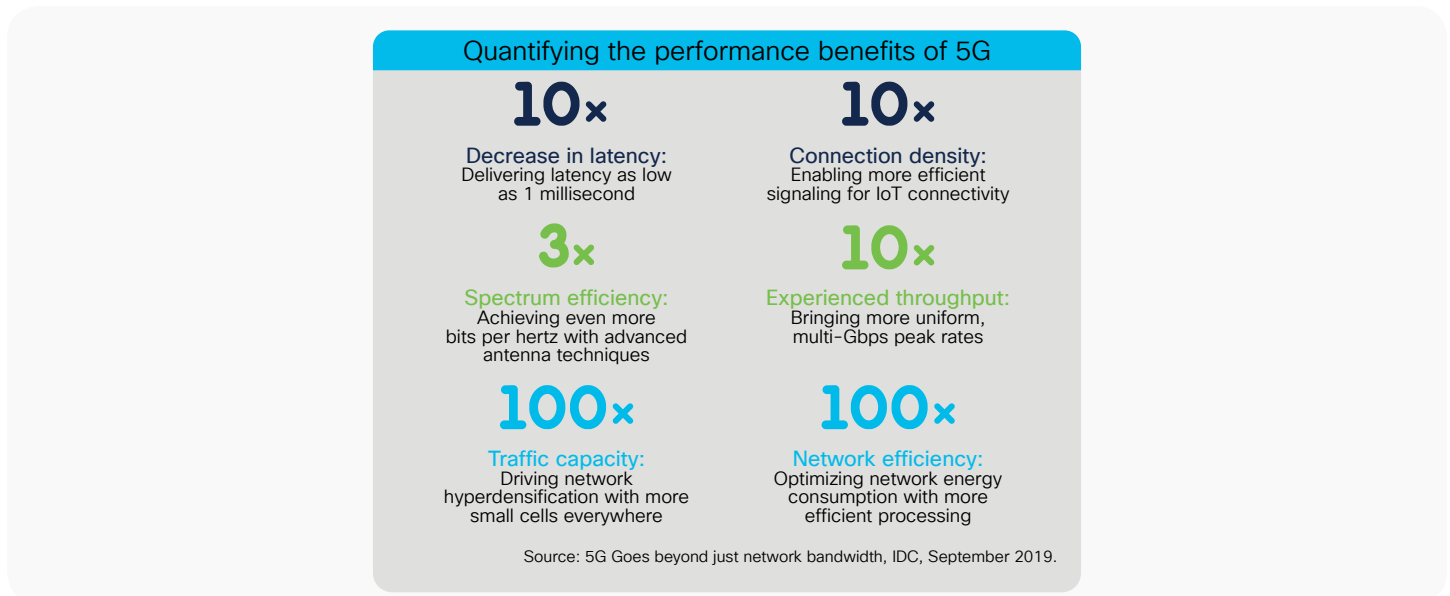 Quantifying the performance benefits of 5G
10x
Decrease in latency:
Delivering latency as low
as 1 millisecond
10x
Connection density:
Enabling more efficient
signaling for IoT connectivity
3x
Spectrum efficiency:
Achieving even more
bits per hertz with advanced
antenna techniques
10x
Experienced throughput:
Bringing more uniform,
multi-Gbps peak rates
100x
Traffic capacity:
Driving network
hyperdensification with more
small cells everywhere
100x
Network efficiency:
Optimizing network energy
consumption with more
efficient processing
Source: 5G Goes beyond just network bandwidth, IDC, September 2019.